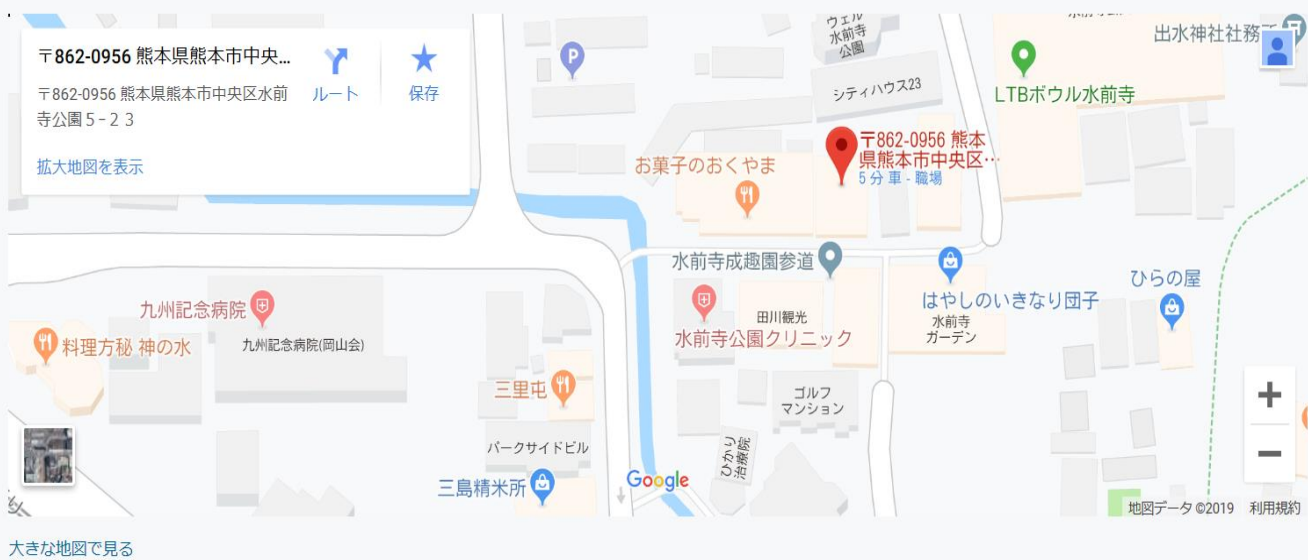 〒862-0956 熊本県熊本市中央...
〒862-0956 熊本県熊本市中央区水前
寺公園５−２３
ルート
保存
拡大地図を表示
P
ウェル
水前寺
公園
出水神社社務所
シティハウス23
LTBボウル水前寺
〒862-0956 熊本
県熊本市中央区…
5 分 車 - 職場
お菓子のおくやま
水前寺成趣園参道
九州記念病院
九州記念病院(岡山会)
料理方秘 神の水
田川観光
水前寺公園クリニック
はやしのいきなり団子
水前寺
ガーデン
ひらの屋
三里屯
ゴルフ
マンション
パークサイドビル
ひかり
治療院
三島精米所
Google
+
−
地図データ ©2019
利用規約
大きな地図で見る